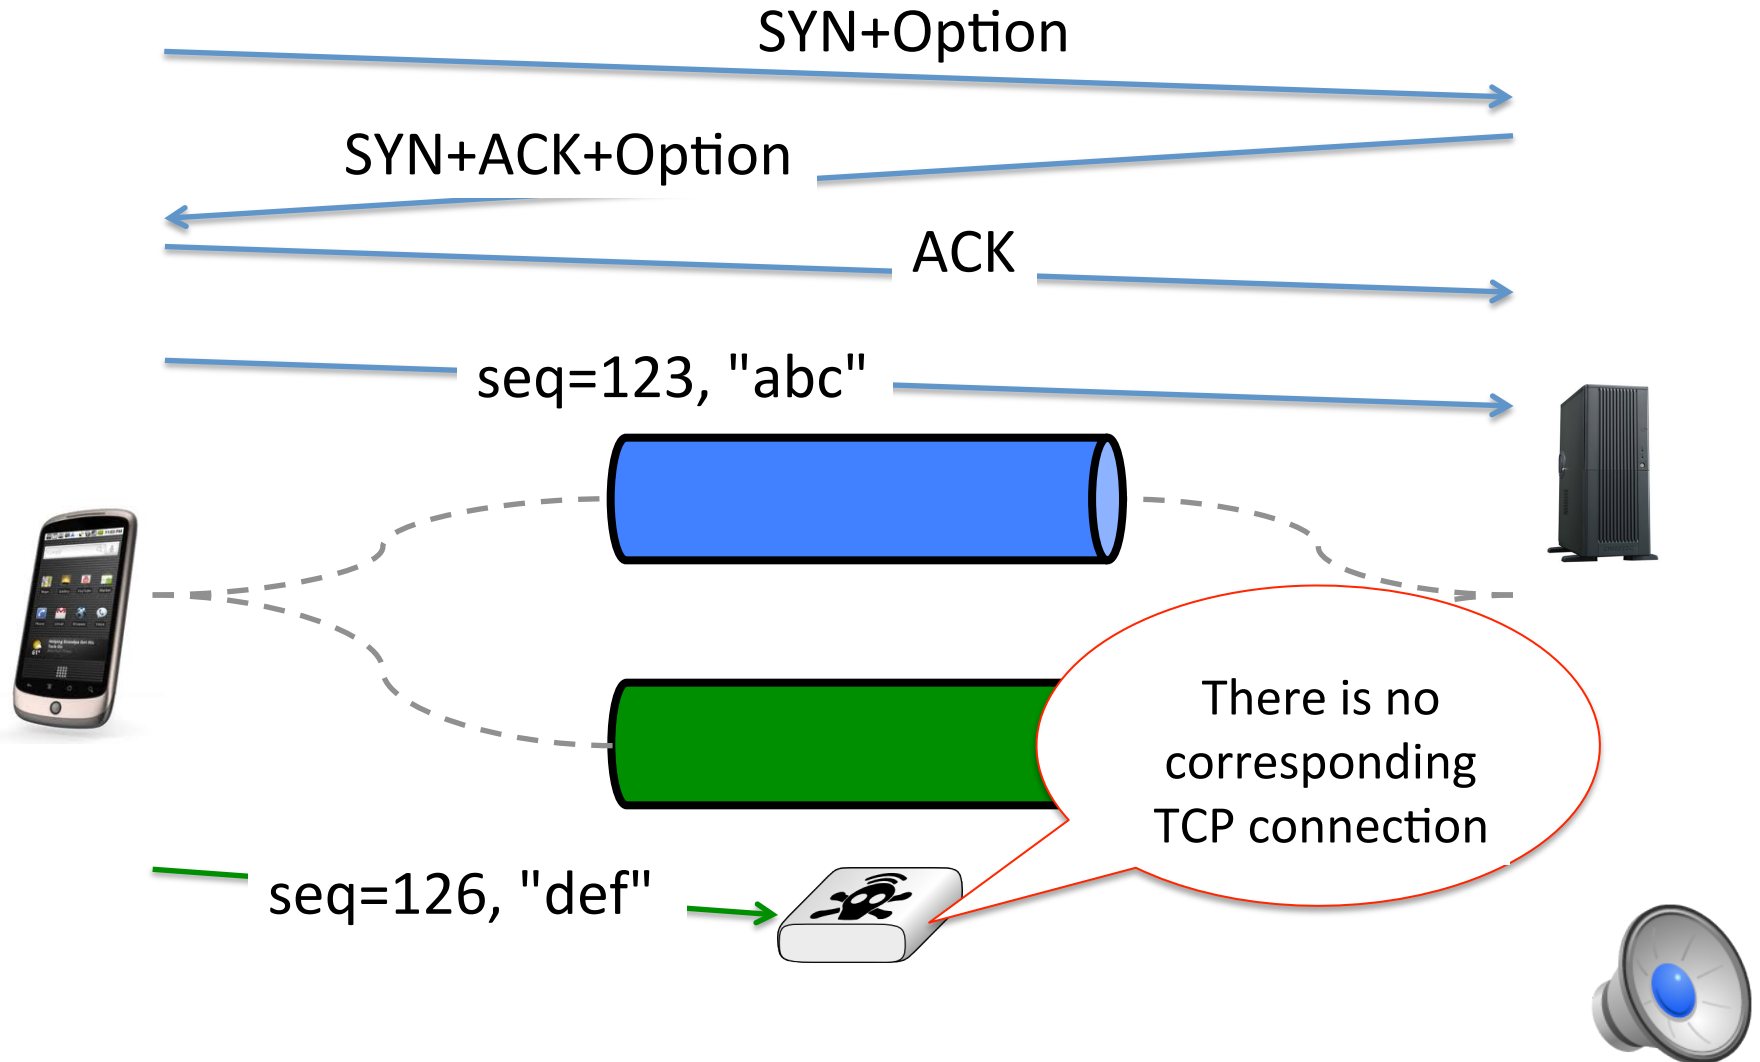 SYN+Option
SYN+ACK+Option
ACK
seq=123, "abc"
There is no
corresponding
TCP connection
seq=126, "def"